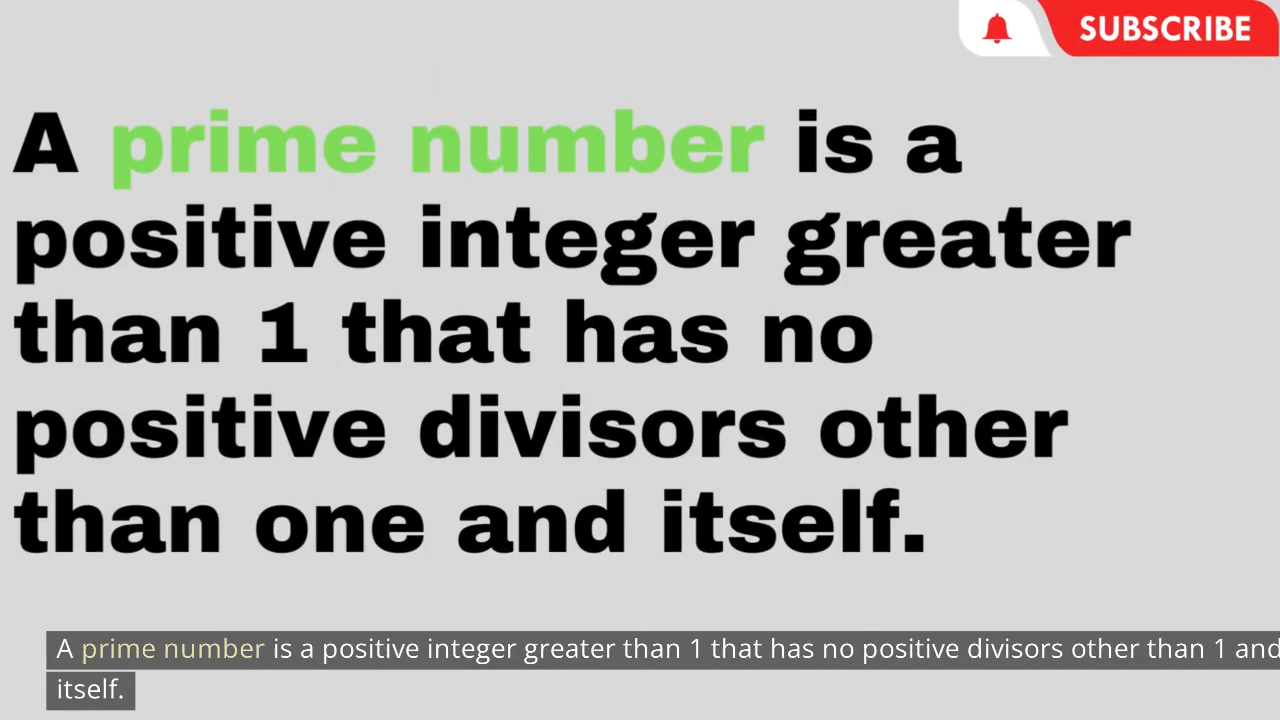 SUBSCRIBE
A prime number is a
positive integer greater
than 1 that has no
positive divisors other
than one and itself.
A prime number is a positive integer greater than 1 that has no positive divisors other than 1 and
itself.